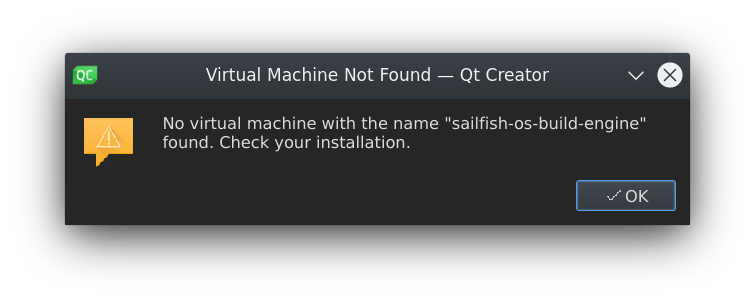 QC
Virtual Machine Not Found — Qt Creator
No virtual machine with the name "sailfish-os-build-engine"
found. Check your installation.
OK